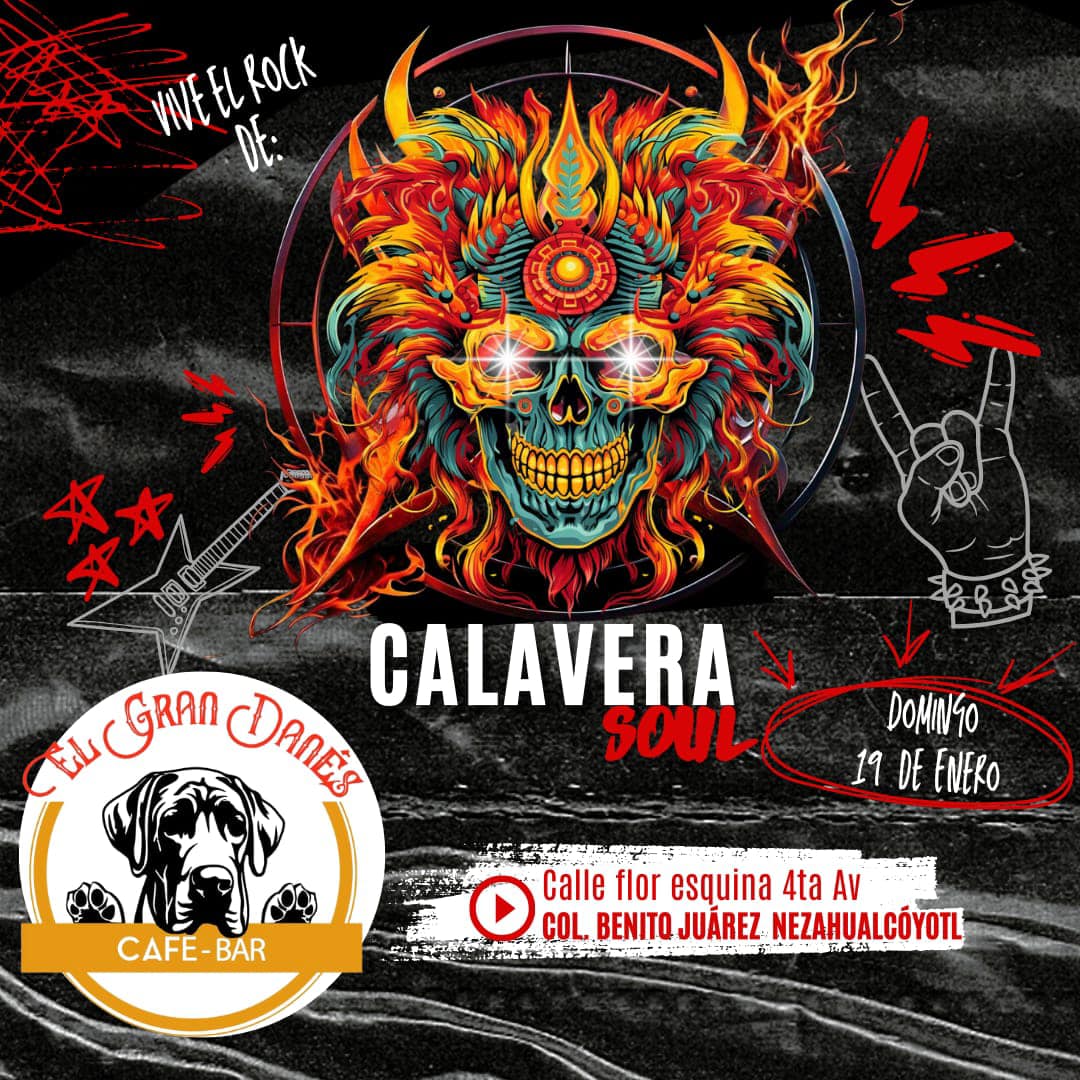 VIVE EL ROCK
DE:
CALAVERA
SOUL
DOMINGO
19 DE ENERO
EL GRAN DANÉS
CAFE-BAR
Calle flor esquina 4ta Av
COL. BENITO JUÁREZ NEZAHUALCÓYOTL